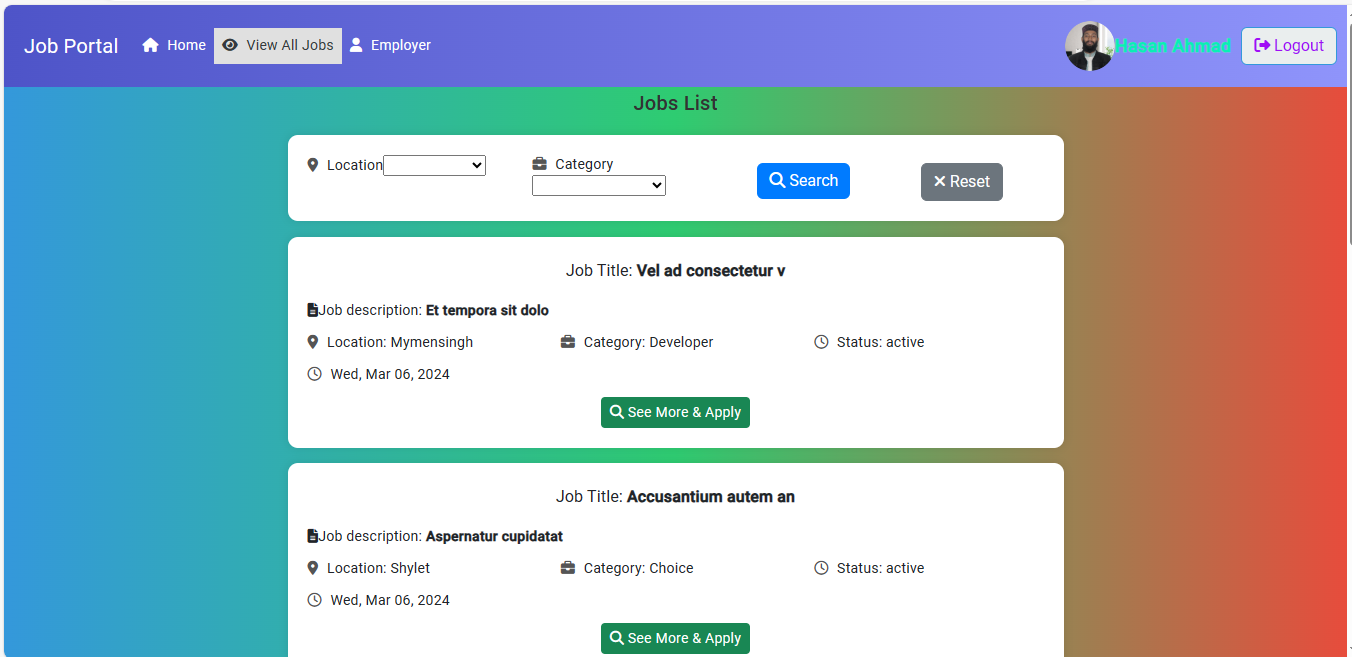 Job Portal Home View All Jobs Employer Hasan Ahmad Logout
Jobs List
Location Category
Search Reset
Job Title: Vel ad consectetur v
Job description: Et tempora sit dolo
Location: Mymensingh Category: Developer Status: active
Wed, Mar 06, 2024
See More & Apply
Job Title: Accusantium autem an
Job description: Aspernatur cupidatat
Location: Shylet Category: Choice Status: active
Wed, Mar 06, 2024
See More & Apply